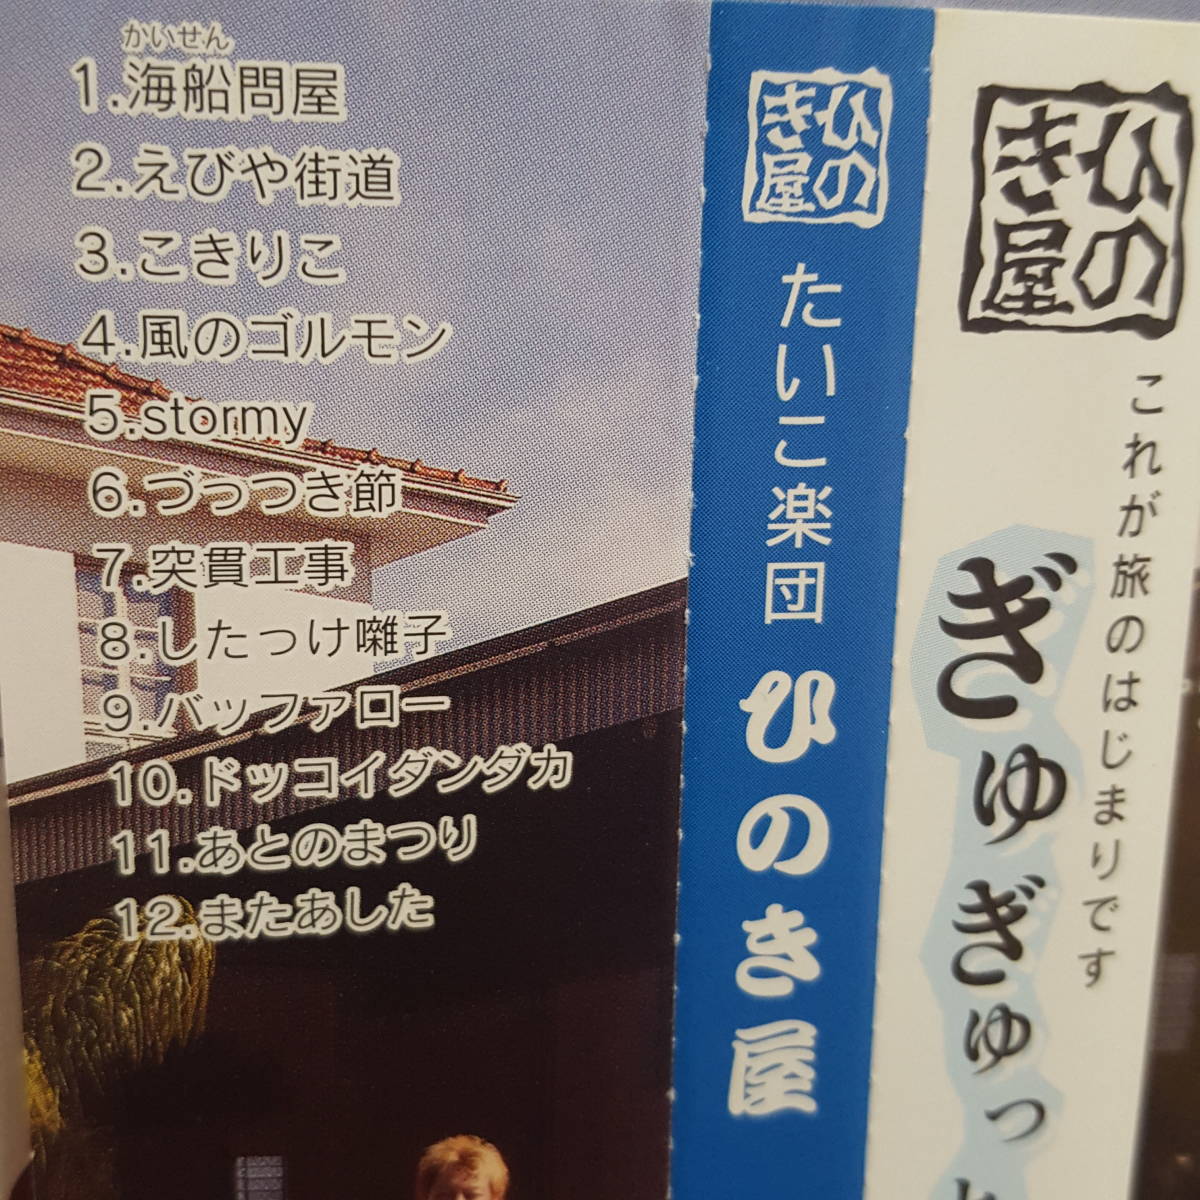 かいせん
1.海船問屋
2.えびや街道
3.こきりこ
4.風のゴルモン
5.stormy
6.づっつき節
7.突貫工事
8.したっけ囃子
9.バッファロー
10.ドッコイダンダカ
11.あとのまつり
12.またあした
ひのき屋
たいこ楽団 ひのき屋
ひのき屋
これが旅のはじまりです
ぎゅぎゅっ